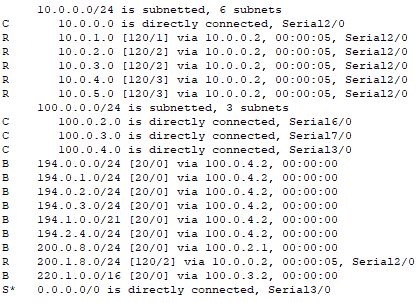 10.0.0.0/24 is subnetted, 6 subnets
C 10.0.0.0 is directly connected, Serial2/0
R 10.0.1.0 [120/1] via 10.0.0.2, 00:00:05, Serial2/0
R 10.0.2.0 [120/2] via 10.0.0.2, 00:00:05, Serial2/0
R 10.0.3.0 [120/2] via 10.0.0.2, 00:00:05, Serial2/0
R 10.0.4.0 [120/3] via 10.0.0.2, 00:00:05, Serial2/0
R 10.0.5.0 [120/2] via 10.0.0.2, 00:00:05, Serial2/0
100.0.0.0/24 is subnetted, 3 subnets
C 100.0.2.0 is directly connected, Serial6/0
C 100.0.3.0 is directly connected, Serial7/0
C 100.0.4.0 is directly connected, Serial3/0
B 194.0.0.0/24 [20/0] via 100.0.4.2, 00:00:00
B 194.0.1.0/24 [20/0] via 100.0.4.2, 00:00:00
B 194.0.2.0/24 [20/0] via 100.0.4.2, 00:00:00
B 194.0.3.0/24 [20/0] via 100.0.4.2, 00:00:00
B 194.1.0.0/21 [20/0] via 100.0.4.2, 00:00:00
B 194.2.4.0/24 [20/0] via 100.0.4.2, 00:00:00
B 200.0.8.0/24 [20/0] via 100.0.2.1, 00:00:00
R 200.1.8.0/24 [120/2] via 10.0.0.2, 00:00:05, Serial2/0
B 220.1.0.0/16 [20/0] via 100.0.3.2, 00:00:00
S* 0.0.0.0/0 is directly connected, Serial3/0